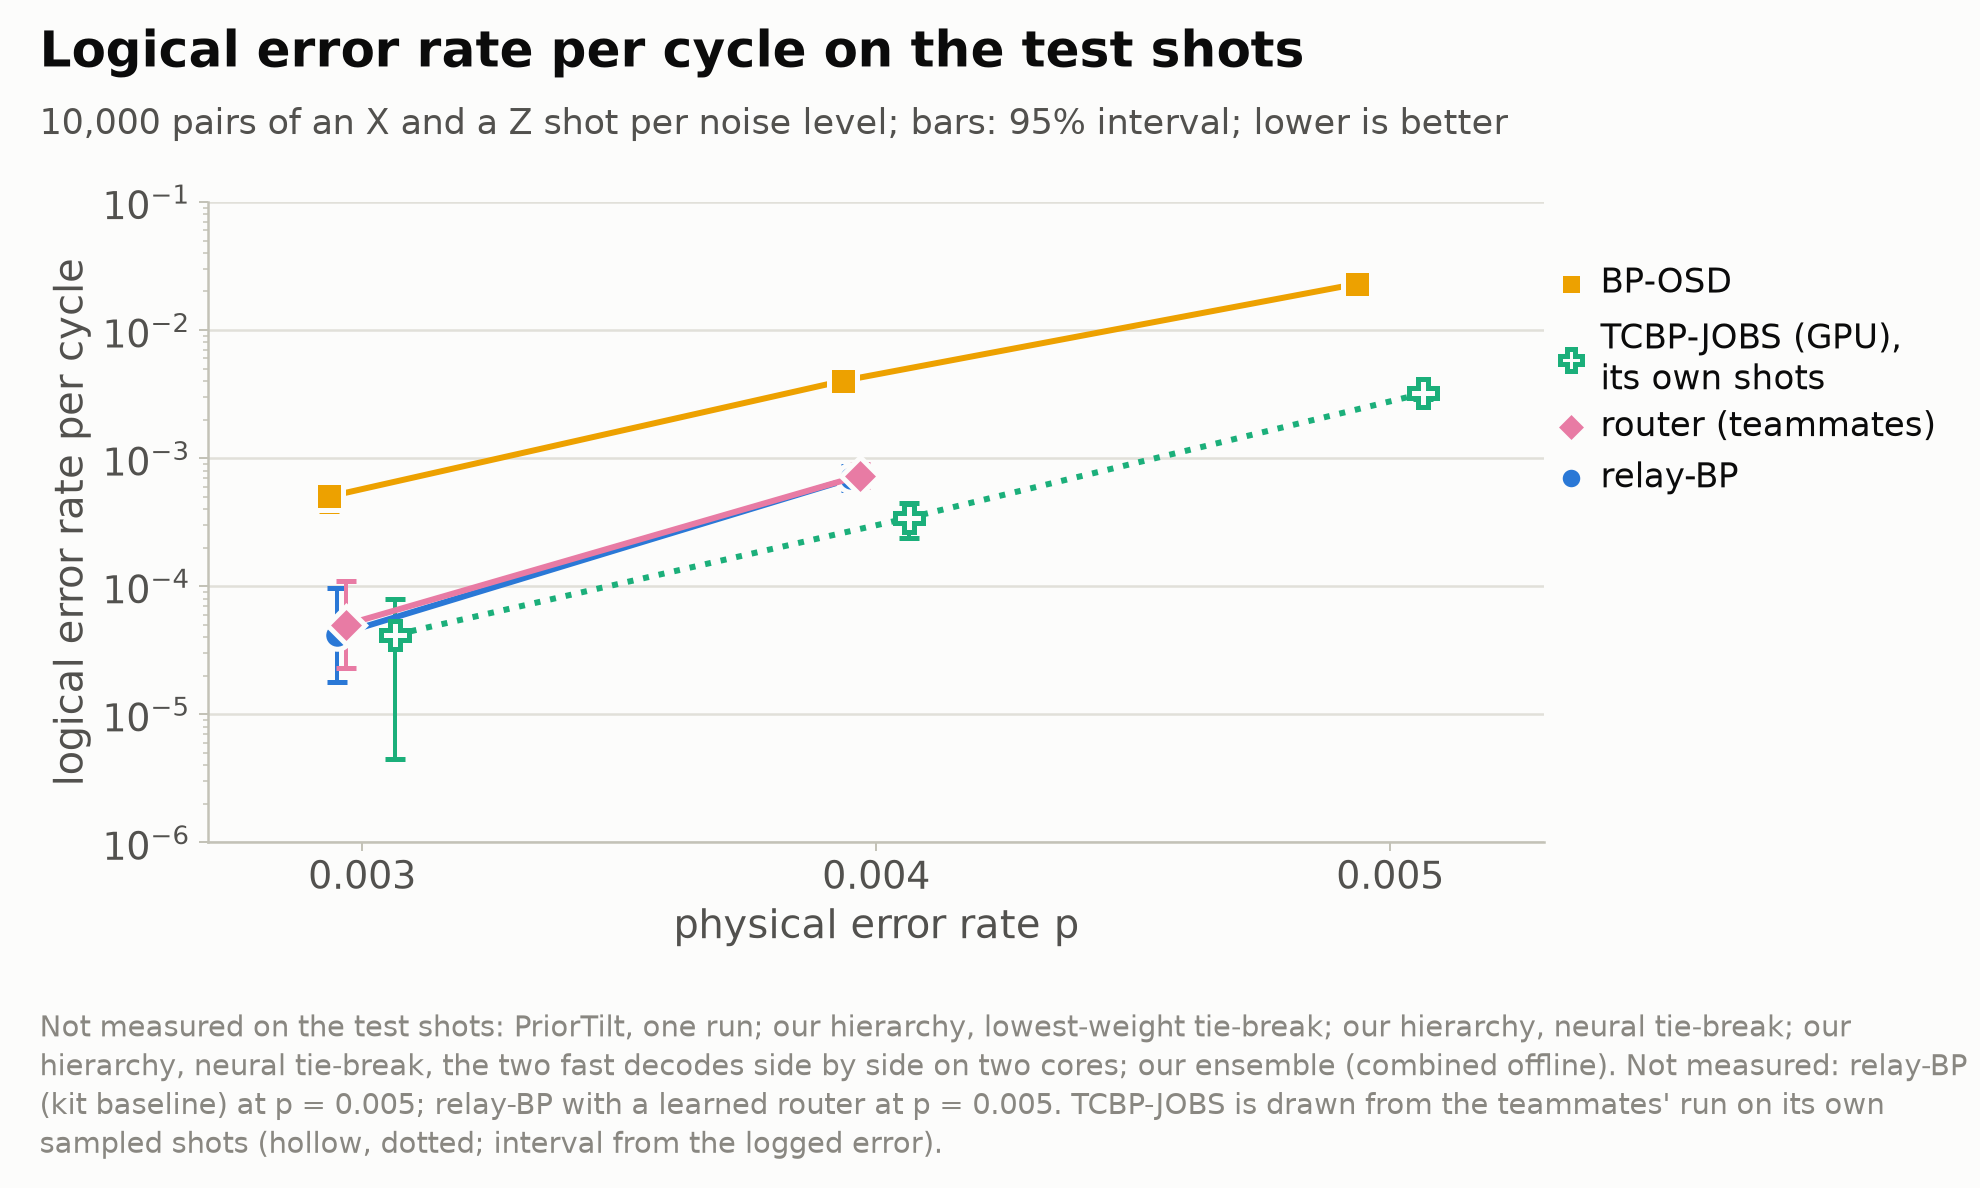 Logical error rate per cycle on the test shots
10,000 pairs of an X and a Z shot per noise level; bars: 95% interval; lower is better
logical error rate per cycle
10⁻¹
10⁻²
10⁻³
10⁻⁴
10⁻⁵
10⁻⁶
0.003 0.004 0.005
physical error rate p
BP-OSD
TCBP-JOBS (GPU),
its own shots
router (teammates)
relay-BP
Not measured on the test shots: PriorTilt, one run; our hierarchy, lowest-weight tie-break; our hierarchy, neural tie-break; our
hierarchy, neural tie-break, the two fast decodes side by side on two cores; our ensemble (combined offline). Not measured: relay-BP
(kit baseline) at p = 0.005; relay-BP with a learned router at p = 0.005. TCBP-JOBS is drawn from the teammates' run on its own
sampled shots (hollow, dotted; interval from the logged error).